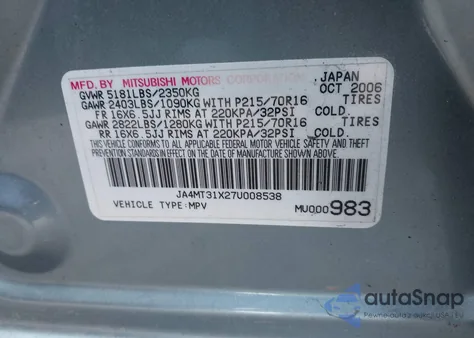 MFD. BY MITSUBISHI MOTORS CORPORATION JAPAN
GVWR 5181LBS/2350KG OCT 2006
GAWR 2403LBS/1090KG WITH P215/70R16 TIRES
FR 16X6.5JJ RIMS AT 220KPA/32PSI COLD.
GAWR 2822LBS/1280KG WITH P215/70R16 TIRES
RR 16X6.5JJ RIMS AT 220KPA/32PSI COLD.
THIS VEHICLE CONFORMS TO ALL APPLICABLE FEDERAL MOTOR VEHICLE
SAFETY AND THEFT PREVENTION STANDARDS IN EFFECT ON THE
DATE OF MANUFACTURE SHOWN ABOVE.
JA4MT31X27U008538
VEHICLE TYPE:MPV MU000983
autoSnap
Pewne auto z ameryki